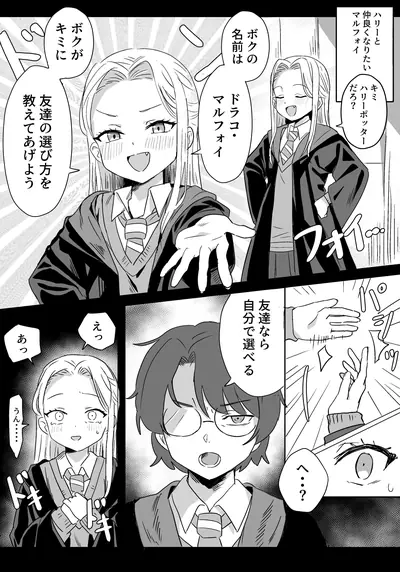 ハリーと
仲良くなりたい
マルフォイ
キミ
ハリーポッター
だろ？
フォイ…
ボクの
名前は
ドラコ・
マルフォイ
ボクが
キミに
友達の選び方を
教えてあげよう
パン
へ・・？
友達なら
自分で選べる
えっ
あっ
うん・・・・・
ドキ
ドキ